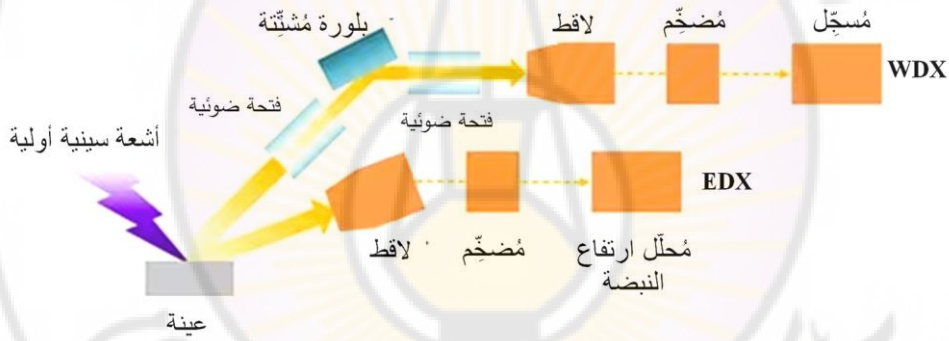 بلورة مُشتِّتة
لاقط
مُضخِّم
مُسجِّل
WDX
فتحة ضوئية
فتحة ضوئية
أشعة سينية أولية
EDX
لاقط
مُضخِّم
مُحلّل ارتفاع
النبضة
عينة